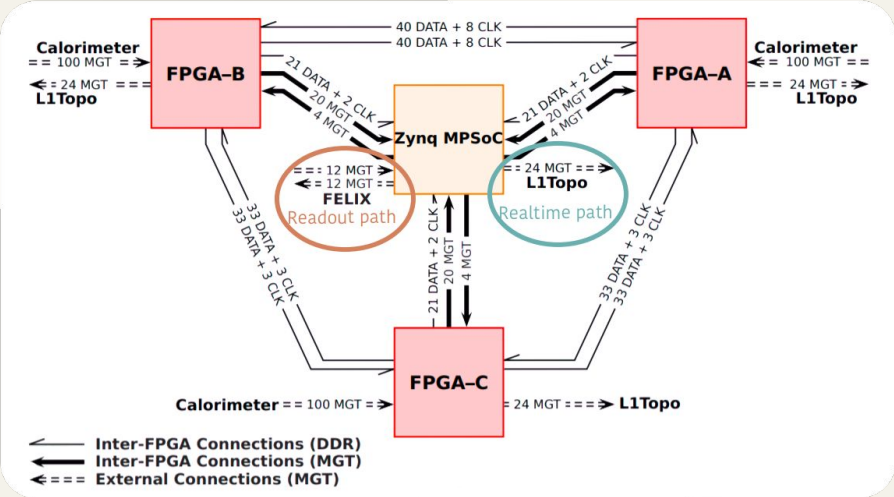 40 DATA + 8 CLK
40 DATA + 8 CLK
Calorimeter
100 MGT
24 MGT
L1Topo
FPGA–B
21 DATA + 2 CLK
20 MGT
4 MGT
Zynq MPSoC
21 DATA + 2 CLK
20 MGT
4 MGT
FPGA–A
Calorimeter
100 MGT
24 MGT
L1Topo
12 MGT
12 MGT
FELIX
Readout path
24 MGT
L1Topo
Realtime path
33 DATA + 3 CLK
33 DATA + 3 CLK
21 DATA + 2 CLK
20 MGT
4 MGT
33 DATA + 3 CLK
33 DATA + 3 CLK
FPGA–C
Calorimeter 100 MGT
24 MGT L1Topo
Inter-FPGA Connections (DDR)
Inter-FPGA Connections (MGT)
External Connections (MGT)